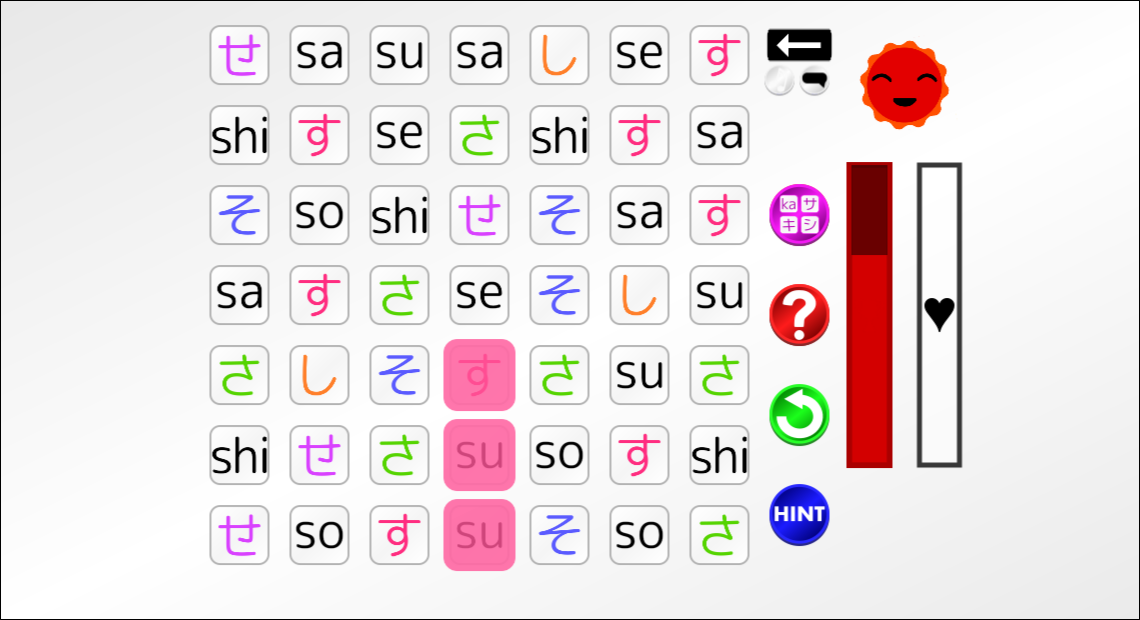 せ sa su sa し se す
shi す se さ shi す sa
そ so shi せ そ sa す
ka サ
キ シ
sa す さ se そ し su
?
さ し そ す さ su さ
shi せ さ su so す shi
せ so す su そ so さ
HINT